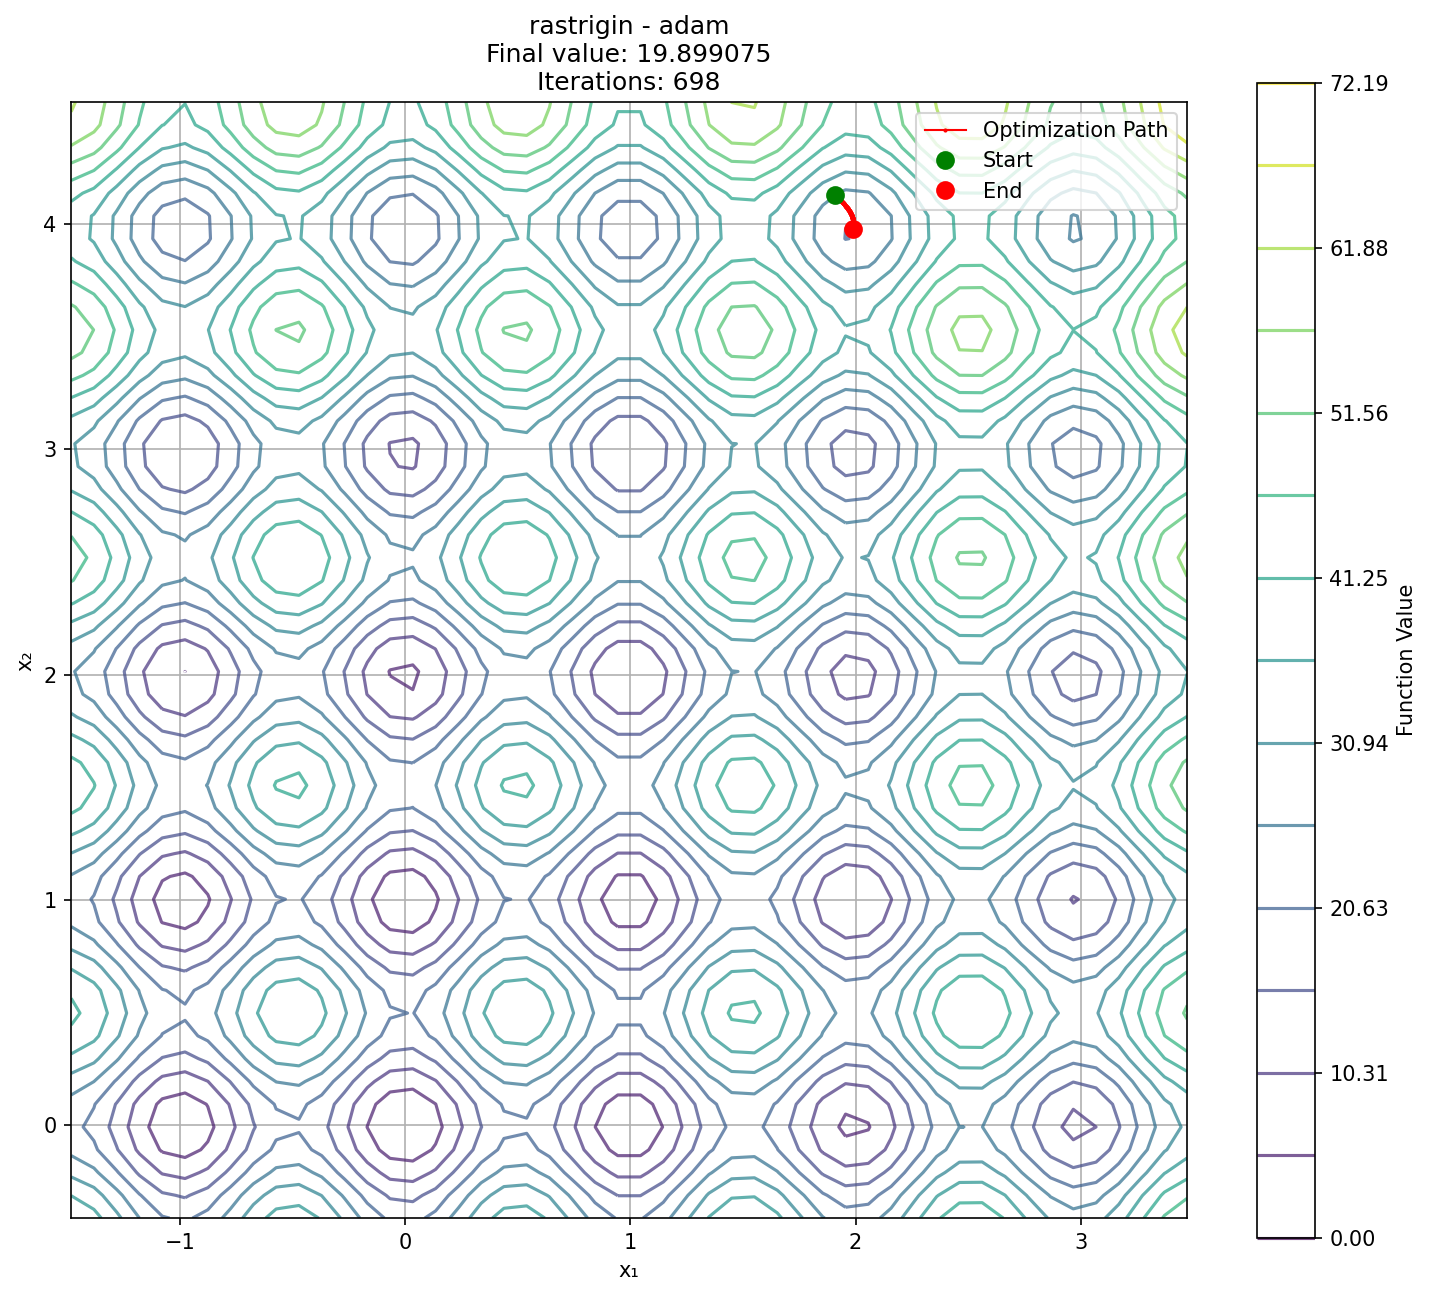 rastrigin - adam
Final value: 19.899075
Iterations: 698
Optimization Path
Start
End
4
3
2
1
0
x₂
−1
0
1
2
3
x₁
72.19
61.88
51.56
41.25
30.94
20.63
10.31
0.00
Function Value